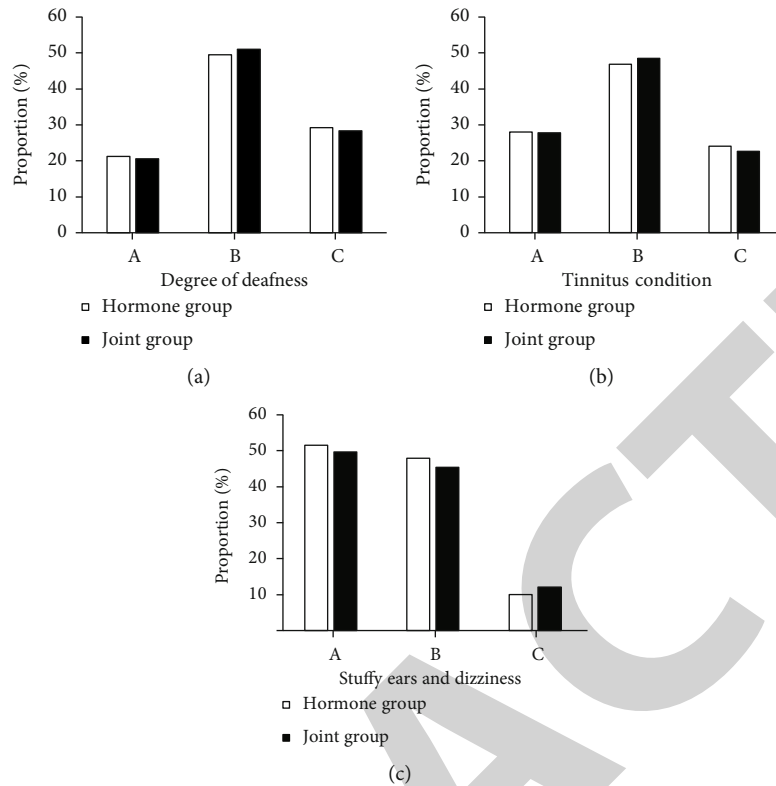 60
50
40
30
20
10
0
Proportion (%)
A B C
Degree of deafness
Hormone group
Joint group
(a)
60
50
40
30
20
10
0
Proportion (%)
A B C
Tinnitus condition
Hormone group
Joint group
(b)
60
50
40
30
20
10
Proportion (%)
A B C
Stuffy ears and dizziness
Hormone group
Joint group
(c)
ACT